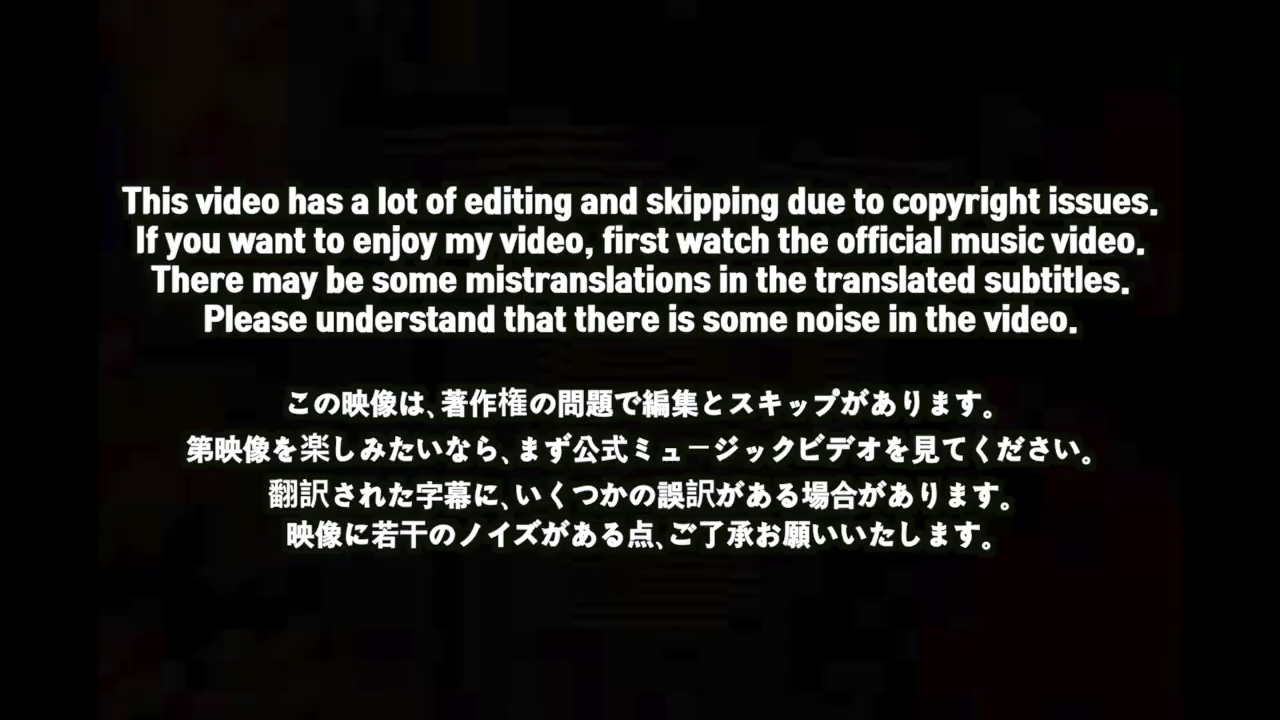 This video has a lot of editing and skipping due to copyright issues.
If you want to enjoy my video, first watch the official music video.
There may be some mistranslations in the translated subtitles.
Please understand that there is some noise in the video.
この映像は、著作権の問題で編集とスキップがあります。
第映像を楽しみたいなら、まず公式ミュージックビデオを見てください。
翻訳された字幕に、いくつかの誤訳がある場合があります。
映像に若干のノイズがある点、ご了承お願いいたします。